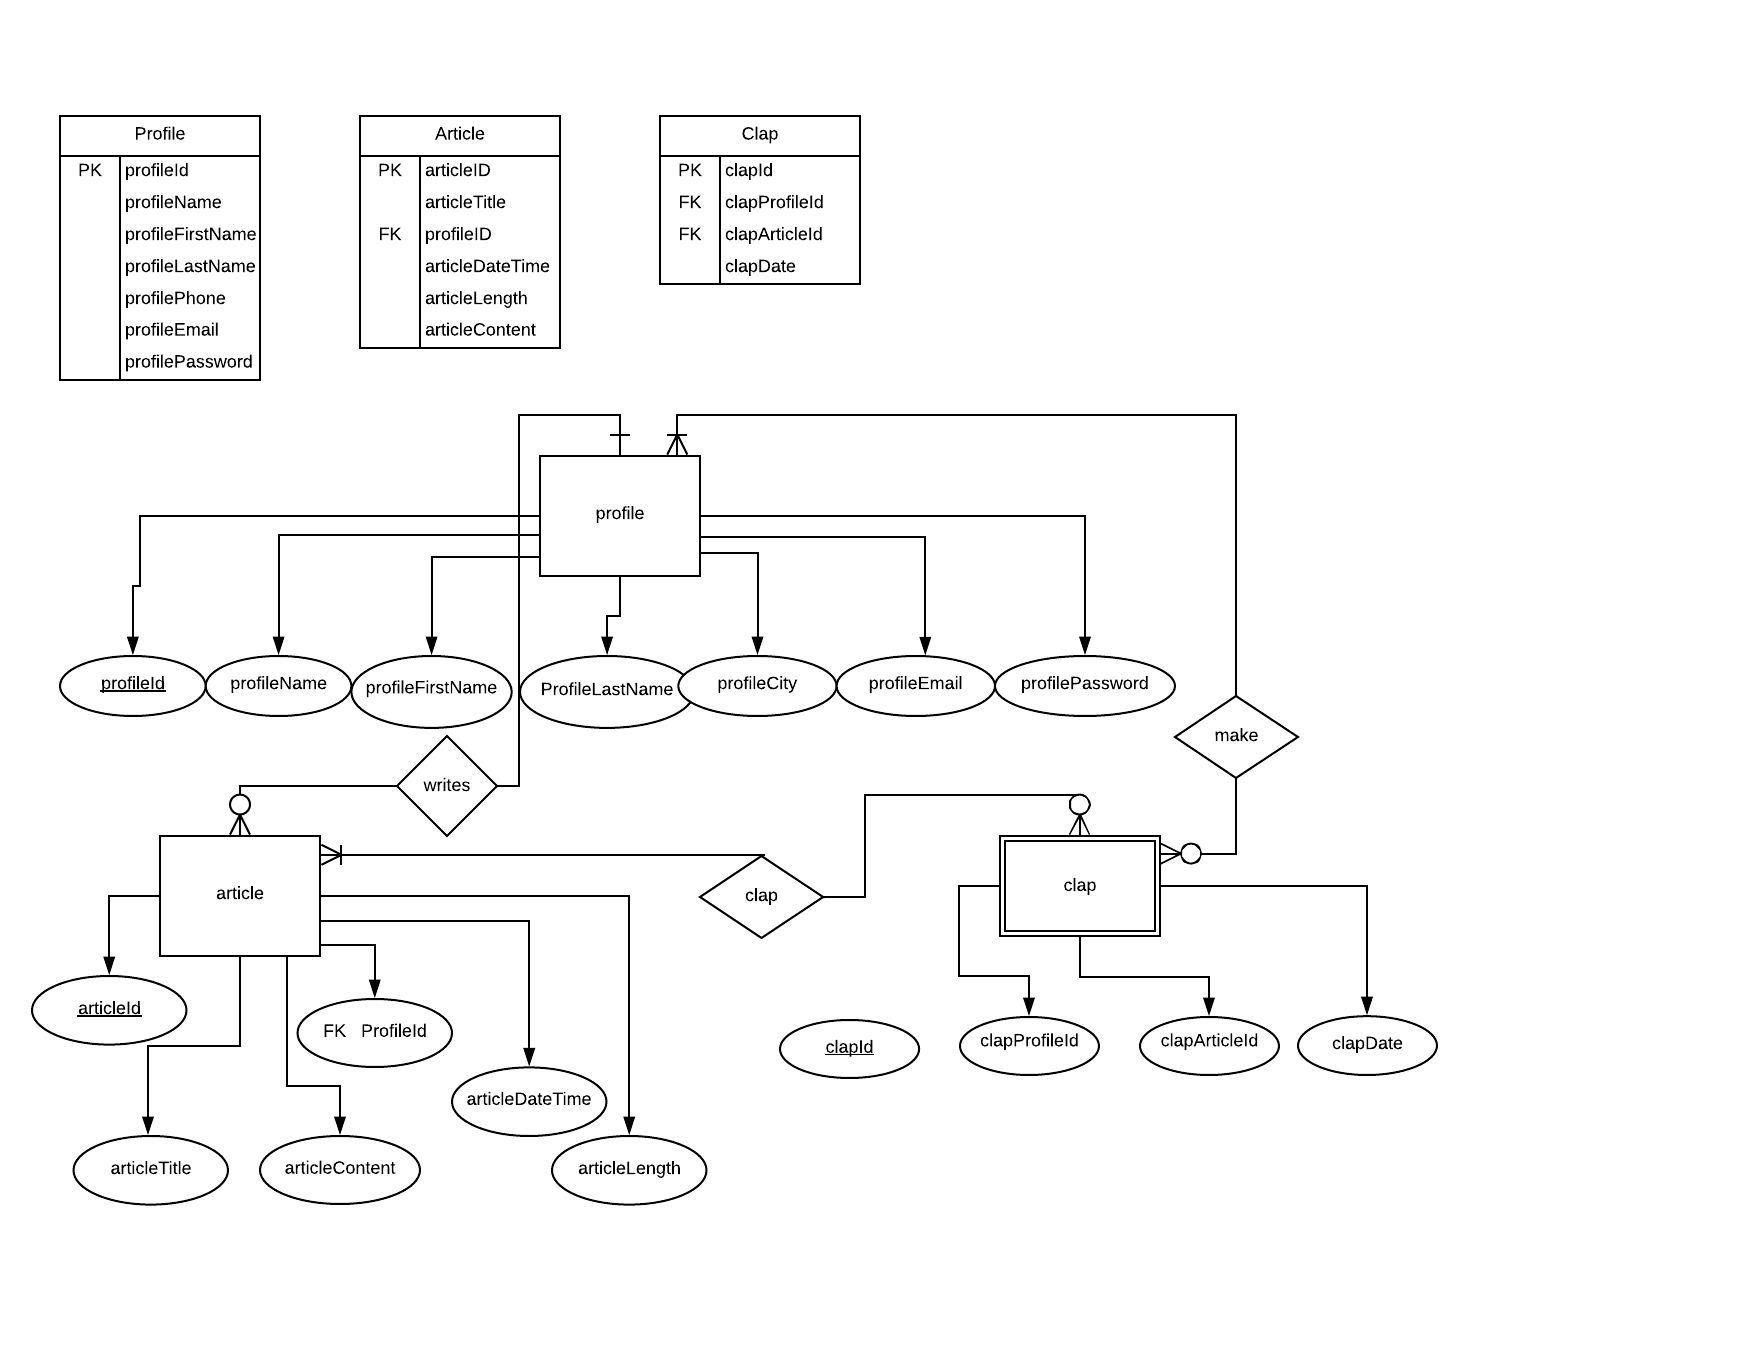 Profile
PK profileId
profileName
profileFirstName
profileLastName
profilePhone
profileEmail
profilePassword
Article
PK articleID
articleTitle
FK profileID
articleDateTime
articleLength
articleContent
Clap
PK clapId
FK clapProfileId
FK clapArticleId
clapDate
profile
profileId
profileName
profileFirstName
ProfileLastName
profileCity
profileEmail
profilePassword
make
writes
article
clap
clap
articleId
FK ProfileId
clapId
clapProfileId
clapArticleId
clapDate
articleDateTime
articleTitle
articleContent
articleLength